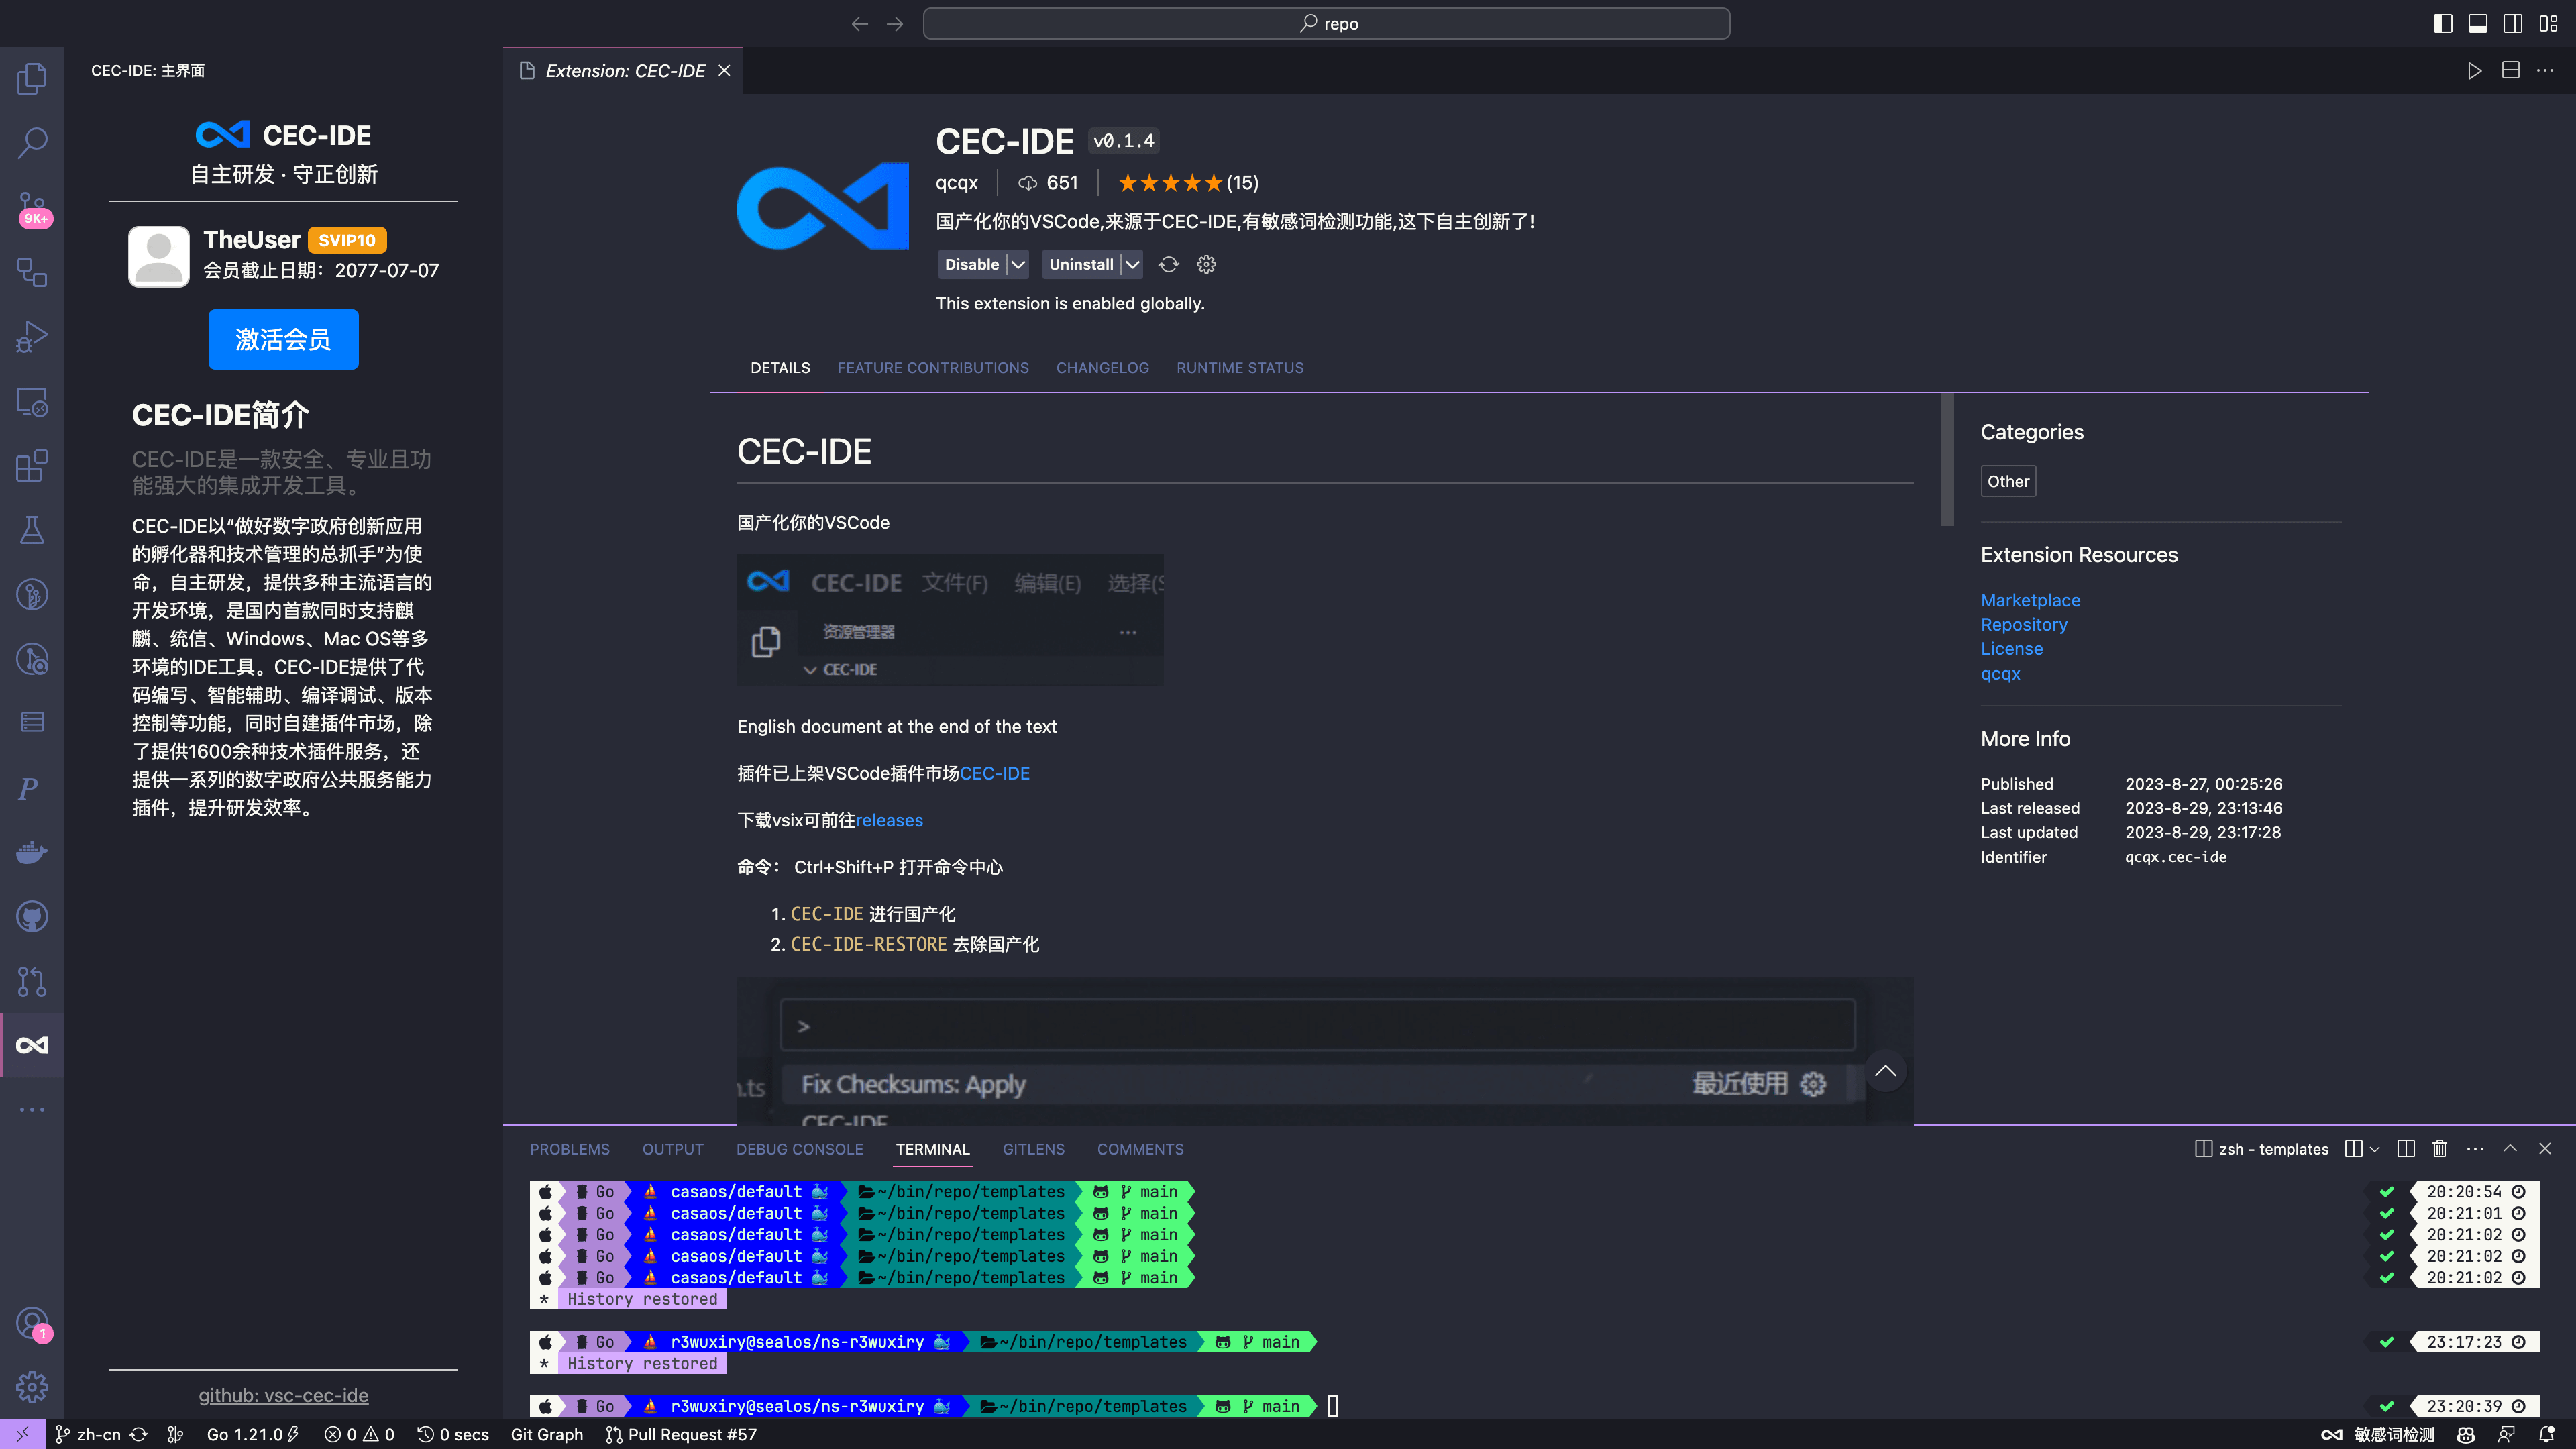 repo
CEC-IDE: 主界面
CEC-IDE
自主研发 · 守正创新
TheUser SVIP10
会员截止日期：2077-07-07
激活会员
CEC-IDE简介
CEC-IDE是一款安全、专业且功
能强大的集成开发工具。
CEC-IDE以“做好数字政府创新应用
的孵化器和技术管理的总抓手”为使
命，自主研发，提供多种主流语言的
开发环境，是国内首款同时支持麒
麟、统信、Windows、Mac OS等多
环境的IDE工具。CEC-IDE提供了代
码编写、智能辅助、编译调试、版本
控制等功能，同时自建插件市场，除
了提供1600余种技术插件服务，还
提供一系列的数字政府公共服务能力
插件，提升研发效率。
github: vsc-cec-ide
9K+
1
Extension: CEC-IDE
CEC-IDE v0.1.4
qcqx 651 ★★★★★(15)
国产化你的VSCode,来源于CEC-IDE,有敏感词检测功能,这下自主创新了!
Disable Uninstall
This extension is enabled globally.
DETAILS FEATURE CONTRIBUTIONS CHANGELOG RUNTIME STATUS
CEC-IDE
国产化你的VSCode
CEC-IDE 文件(F) 编辑(E) 选择(S
资源管理器 ···
CEC-IDE
English document at the end of the text
插件已上架VSCode插件市场CEC-IDE
下载vsix可前往releases
命令： Ctrl+Shift+P 打开命令中心
1. CEC-IDE 进行国产化
2. CEC-IDE-RESTORE 去除国产化
>
n.ts Fix Checksums: Apply 最近使用
CEC-IDE
Categories
Other
Extension Resources
Marketplace
Repository
License
qcqx
More Info
Published 2023-8-27, 00:25:26
Last released 2023-8-29, 23:13:46
Last updated 2023-8-29, 23:17:28
Identifier qcqx.cec-ide
PROBLEMS OUTPUT DEBUG CONSOLE TERMINAL GITLENS COMMENTS
zsh - templates
Go casaos/default ~/bin/repo/templates main 20:20:54
Go casaos/default ~/bin/repo/templates main 20:21:01
Go casaos/default ~/bin/repo/templates main 20:21:02
Go casaos/default ~/bin/repo/templates main 20:21:02
Go casaos/default ~/bin/repo/templates main 20:21:02
* History restored
Go r3wuxiry@sealos/ns-r3wuxiry ~/bin/repo/templates main 23:17:23
* History restored
Go r3wuxiry@sealos/ns-r3wuxiry ~/bin/repo/templates main 23:20:39
zh-cn Go 1.21.0 0 0 0 secs Git Graph Pull Request #57 敏感词检测